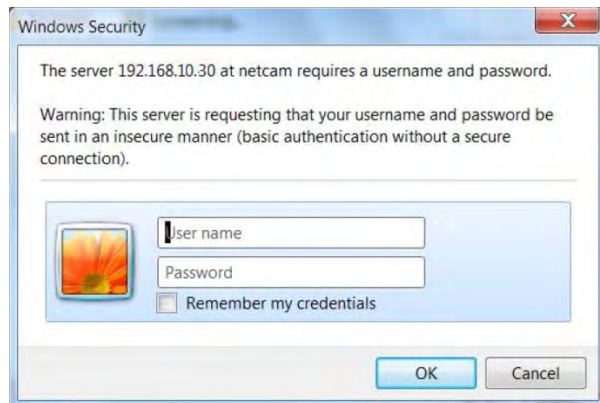 Windows Security
The server 192.168.10.30 at netcam requires a username and password.
Warning: This server is requesting that your username and password be
sent in an insecure manner (basic authentication without a secure
connection).
User name
Password
Remember my credentials
OK
Cancel